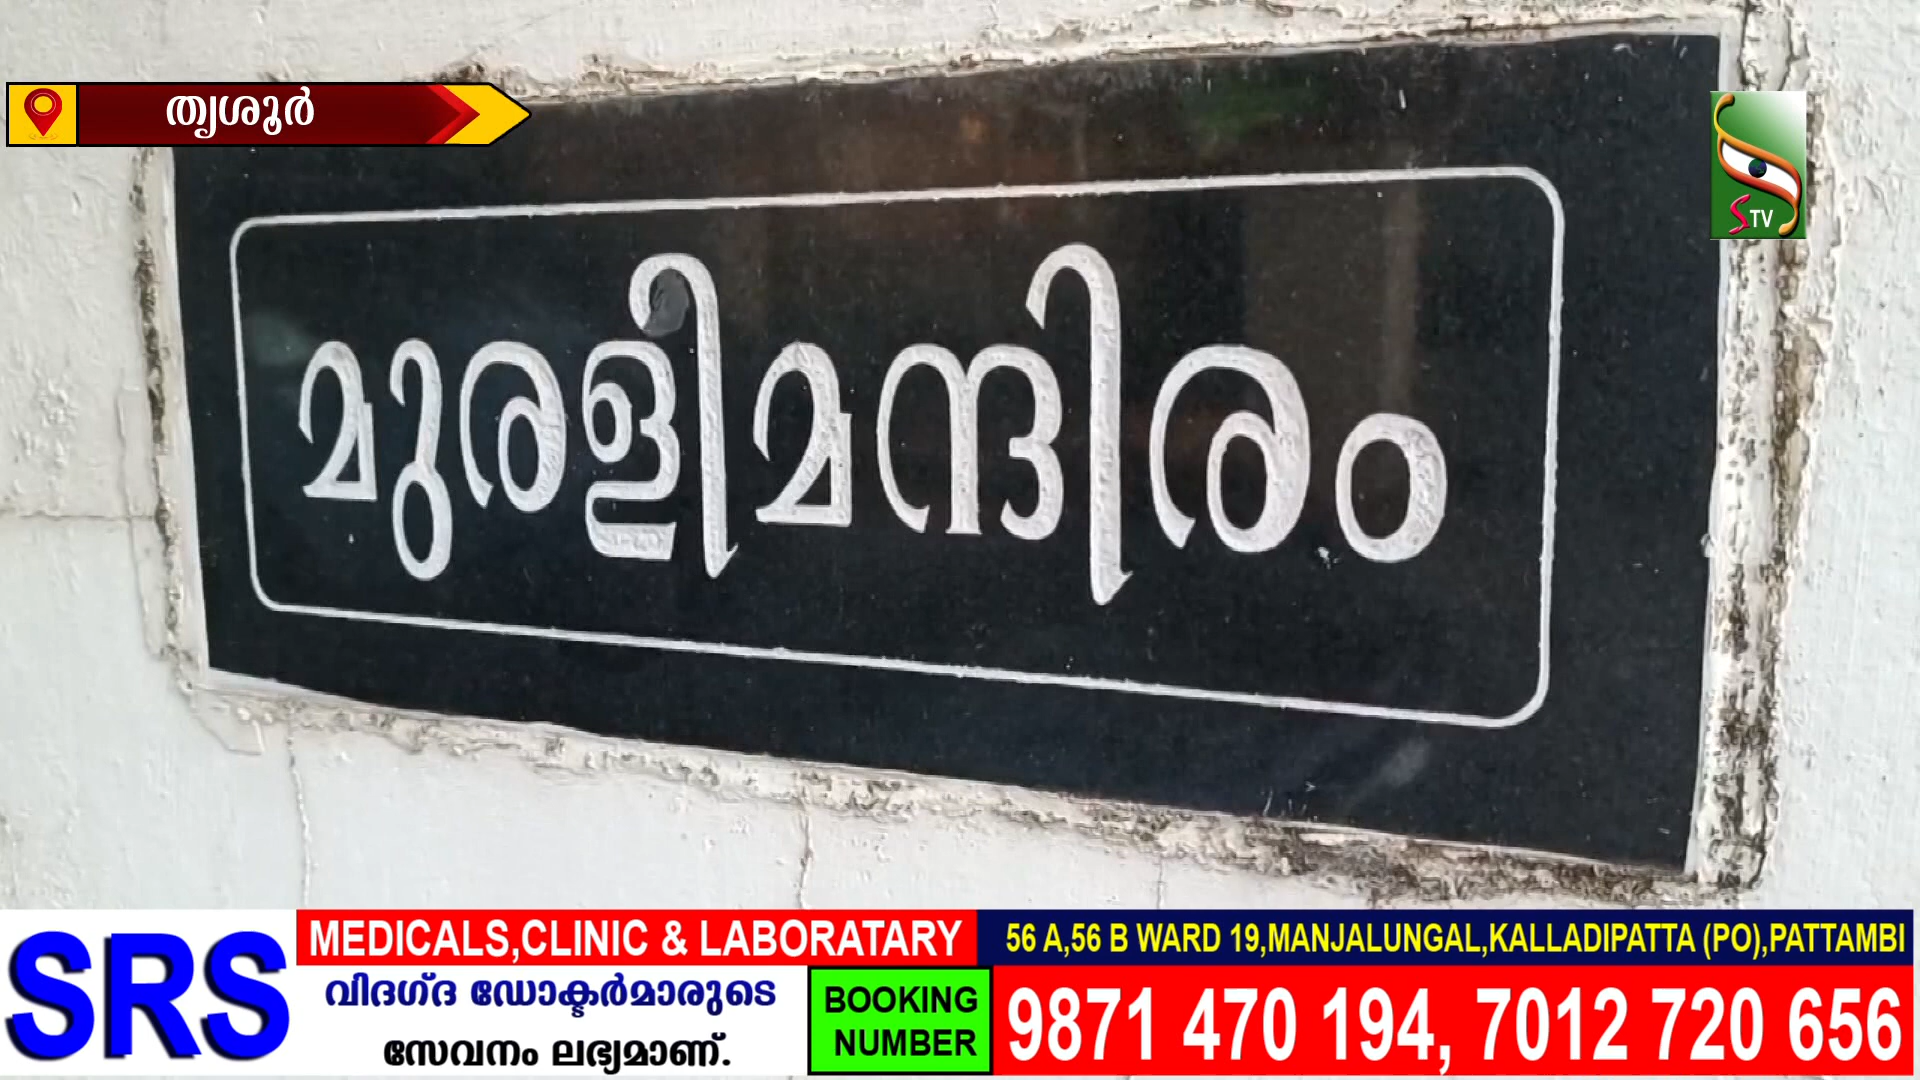 തൃശൂർ
STV
മുരളീമന്ദിരം
SRS
MEDICALS,CLINIC & LABORATARY
56 A,56 B WARD 19,MANJALUNGAL,KALLADIPATTA (PO),PATTAMBI
വിദഗ്ദ ഡോക്ടർമാരുടെ
സേവനം ലഭ്യമാണ്.
BOOKING
NUMBER
9871 470 194, 7012 720 656